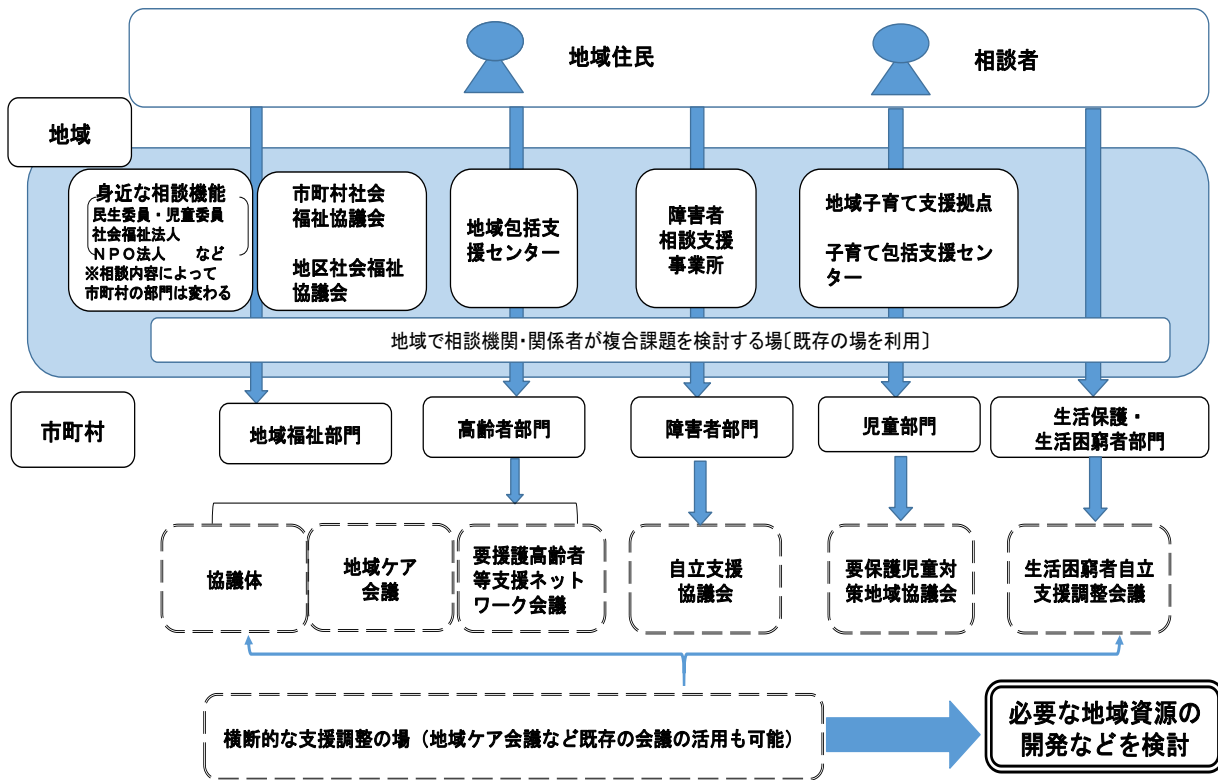 地域住民
相談者
地域
身近な相談機能
民生委員・児童委員
社会福祉法人
ＮＰＯ法人　など
※相談内容によって
市町村の部門は変わる
市町村社会
福祉協議会
地区社会福祉
協議会
地域包括支
援センター
障害者
相談支援
事業所
地域子育て支援拠点
子育て包括支援セン
ター
地域で相談機関・関係者が複合課題を検討する場〔既存の場を利用〕
市町村
地域福祉部門
高齢者部門
障害者部門
児童部門
生活保護・
生活困窮者部門
協議体
地域ケア
会議
要援護高齢者
等支援ネット
ワーク会議
自立支援
協議会
要保護児童対
策地域協議会
生活困窮者自立
支援調整会議
横断的な支援調整の場（地域ケア会議など既存の会議の活用も可能）
必要な地域資源の
開発などを検討